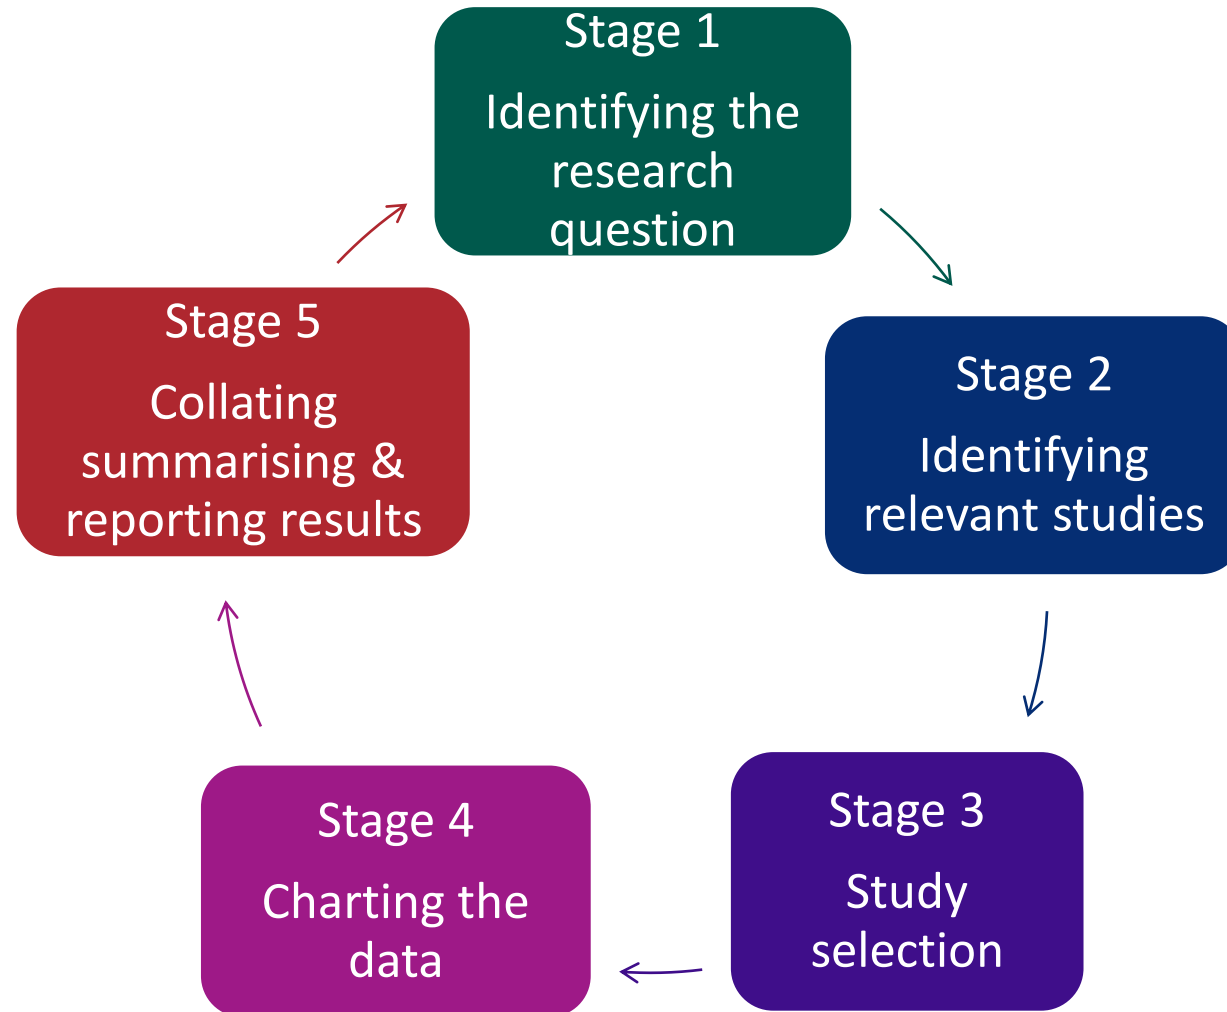 Stage 1
Identifying the
research
question
Stage 2
Identifying
relevant studies
Stage 3
Study
selection
Stage 4
Charting the
data
Stage 5
Collating
summarising &
reporting results